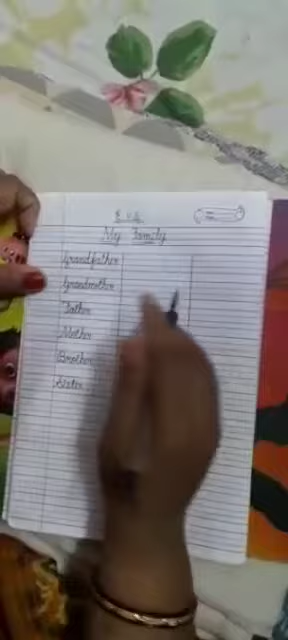 E.V.S.
My Family
Grandfather
Grandmother
Father
Mother
Brother
Sister